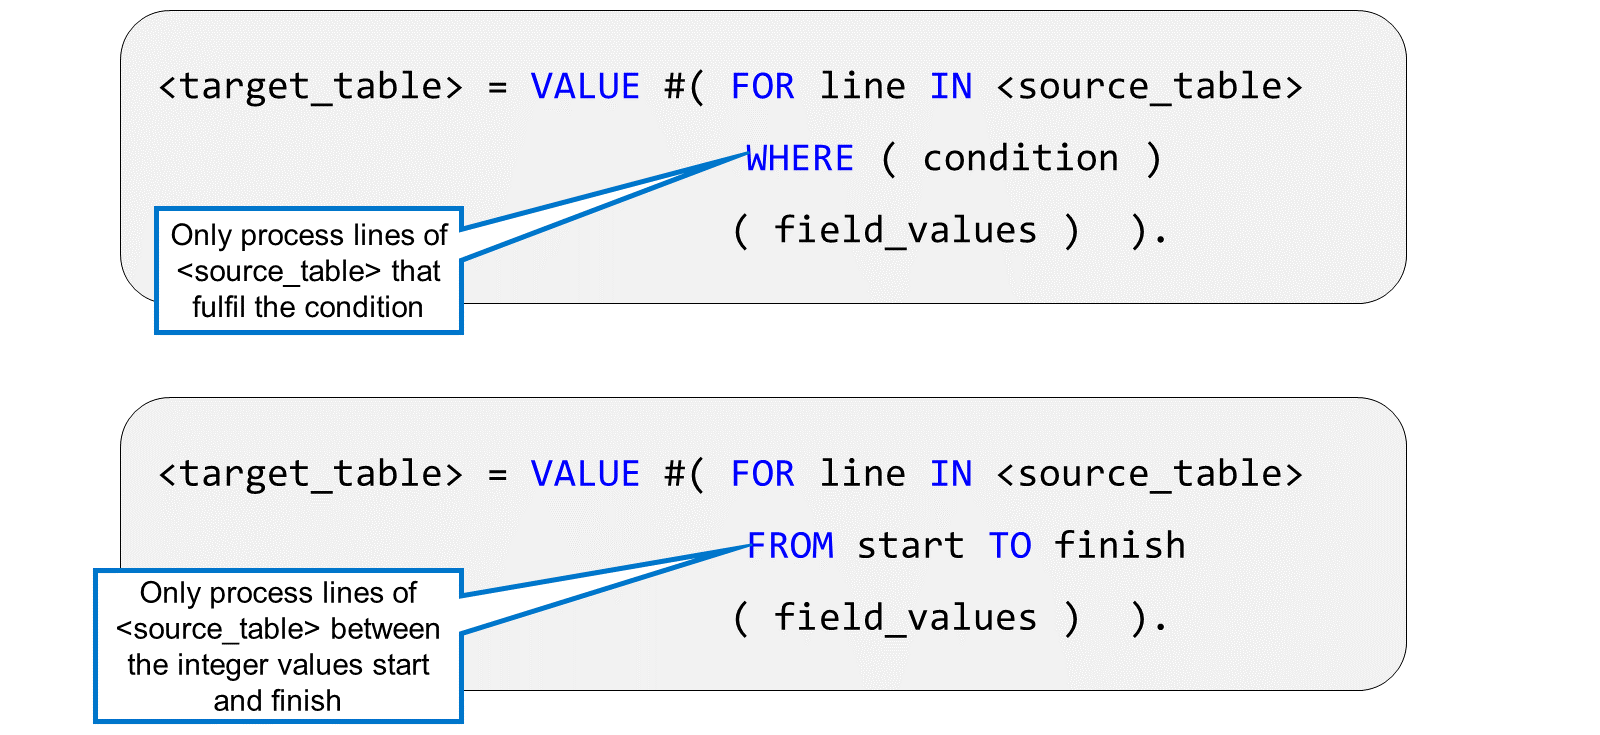 <target_table> = VALUE #( FOR line IN <source_table>
WHERE ( condition )
( field_values ) ).
Only process lines of
<source_table> that
fulfil the condition
<target_table> = VALUE #( FOR line IN <source_table>
FROM start TO finish
( field_values ) ).
Only process lines of
<source_table> between
the integer values start
and finish